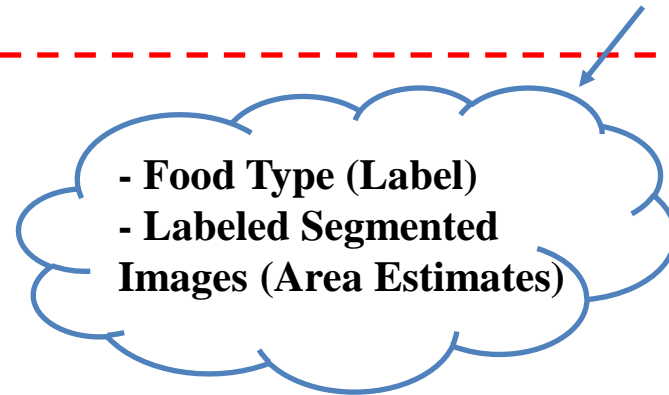 - Food Type (Label)
- Labeled Segmented
Images (Area Estimates)